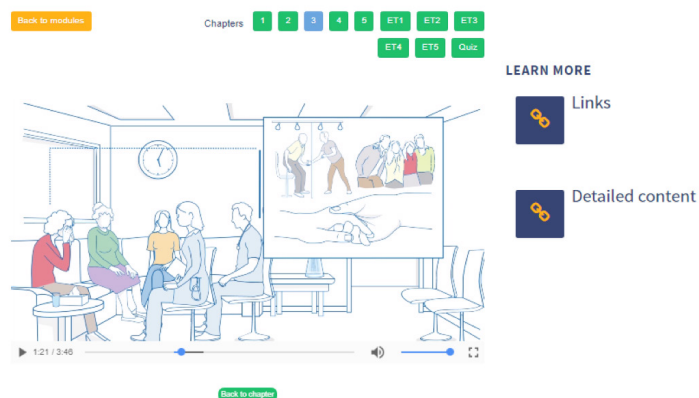 Back to modules
Chapters 1 2 3 4 5 ET1 ET2 ET3
ET4 ET5 Quiz
LEARN MORE
Links
Detailed content
1:21 / 3:46
Back to chapter